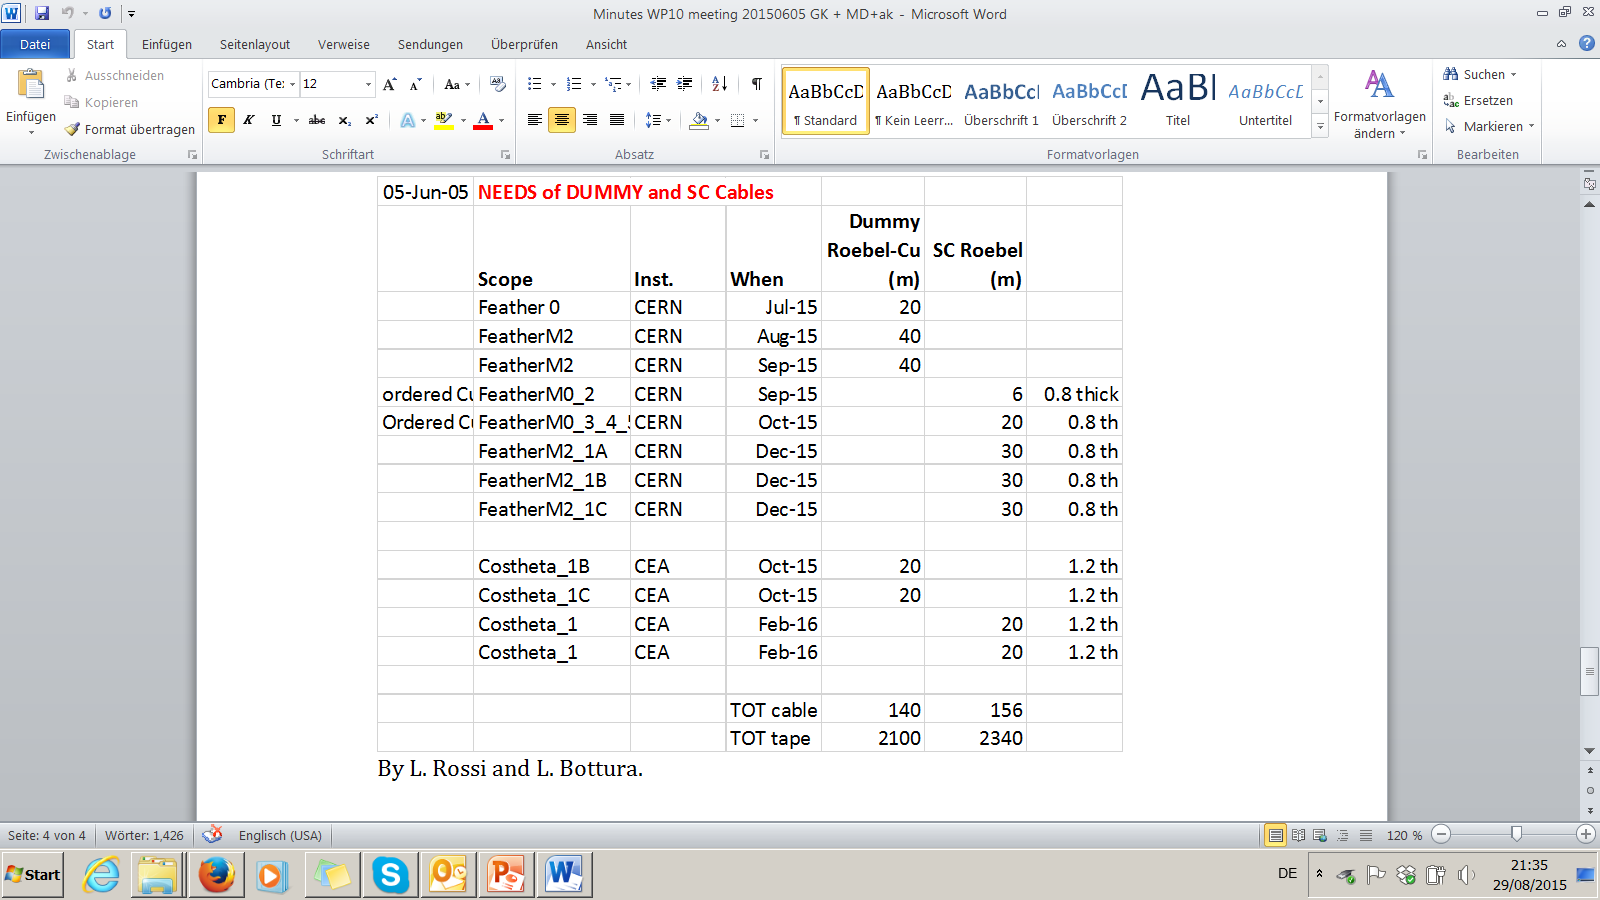 Minutes WP10 meeting 20150605 GK + MD+ak - Microsoft Word
Datei Start Einfügen Seitenlayout Verweise Sendungen Überprüfen Ansicht
Einfügen
Ausschneiden
Kopieren
Format übertragen
Zwischenablage
Cambria (Te: 12
F K U abc x₂ x²
Schriftart
Absatz
AaBbCcD AaBbCcD AaBbCcI AaBbCcI AaBI AaBbCcL
¶ Standard ¶ Kein Leerr... Überschrift 1 Überschrift 2 Titel Untertitel
Formatvorlagen
ändern
Formatvorlagen
Suchen
Ersetzen
Markieren
Bearbeiten
05-Jun-05 NEEDS of DUMMY and SC Cables
Dummy
Roebel-Cu SC Roebel
Scope Inst. When (m) (m)
Feather 0 CERN Jul-15 20
FeatherM2 CERN Aug-15 40
FeatherM2 CERN Sep-15 40
ordered Cu FeatherM0_2 CERN Sep-15 6 0.8 thick
Ordered Cu FeatherM0_3_4_5 CERN Oct-15 20 0.8 th
FeatherM2_1A CERN Dec-15 30 0.8 th
FeatherM2_1B CERN Dec-15 30 0.8 th
FeatherM2_1C CERN Dec-15 30 0.8 th
Costheta_1B CEA Oct-15 20 1.2 th
Costheta_1C CEA Oct-15 20 1.2 th
Costheta_1 CEA Feb-16 20 1.2 th
Costheta_1 CEA Feb-16 20 1.2 th
TOT cable 140 156
TOT tape 2100 2340
By L. Rossi and L. Bottura.
Seite: 4 von 4 Wörter: 1,426 Englisch (USA) 120 %
Start DE 21:35
29/08/2015